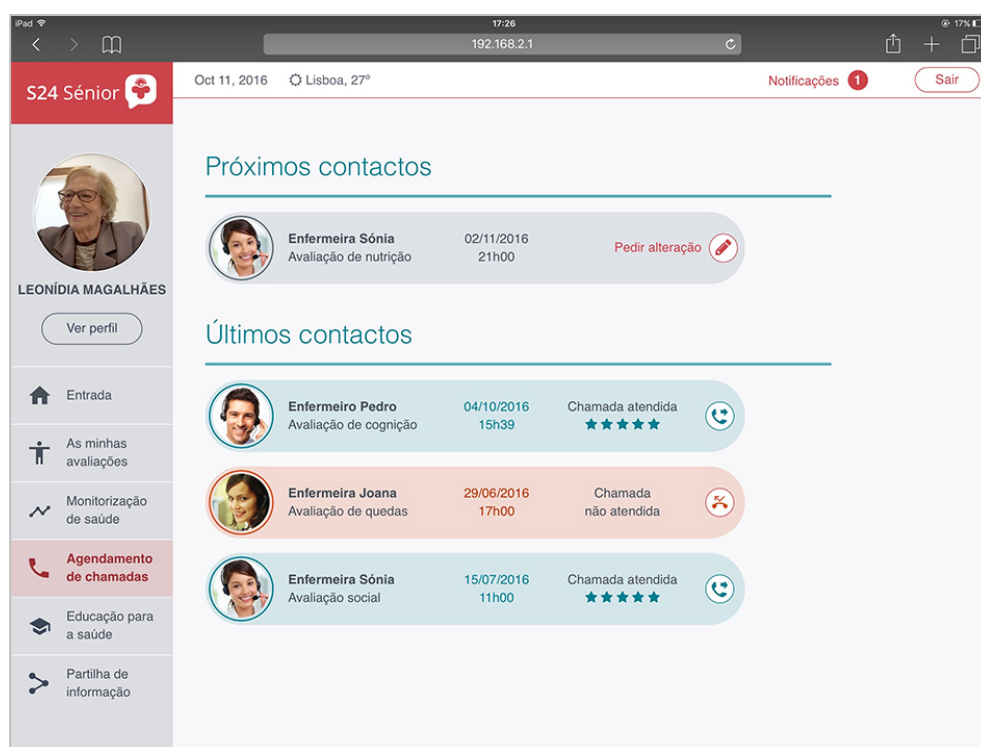 iPad 17:26 17%
192.168.2.1
S24 Sénior
Oct 11, 2016 Lisboa, 27º Notificações 1 Sair
LEONÍDIA MAGALHÃES
Ver perfil
Entrada
As minhas
avaliações
Monitorização
de saúde
Agendamento
de chamadas
Educação para
a saúde
Partilha de
informação
Próximos contactos
Enfermeira Sónia 02/11/2016
Avaliação de nutrição 21h00
Pedir alteração
Últimos contactos
Enfermeiro Pedro 04/10/2016 Chamada atendida
Avaliação de cognição 15h39
Enfermeira Joana 29/06/2016 Chamada
Avaliação de quedas 17h00 não atendida
Enfermeira Sónia 15/07/2016 Chamada atendida
Avaliação social 11h00